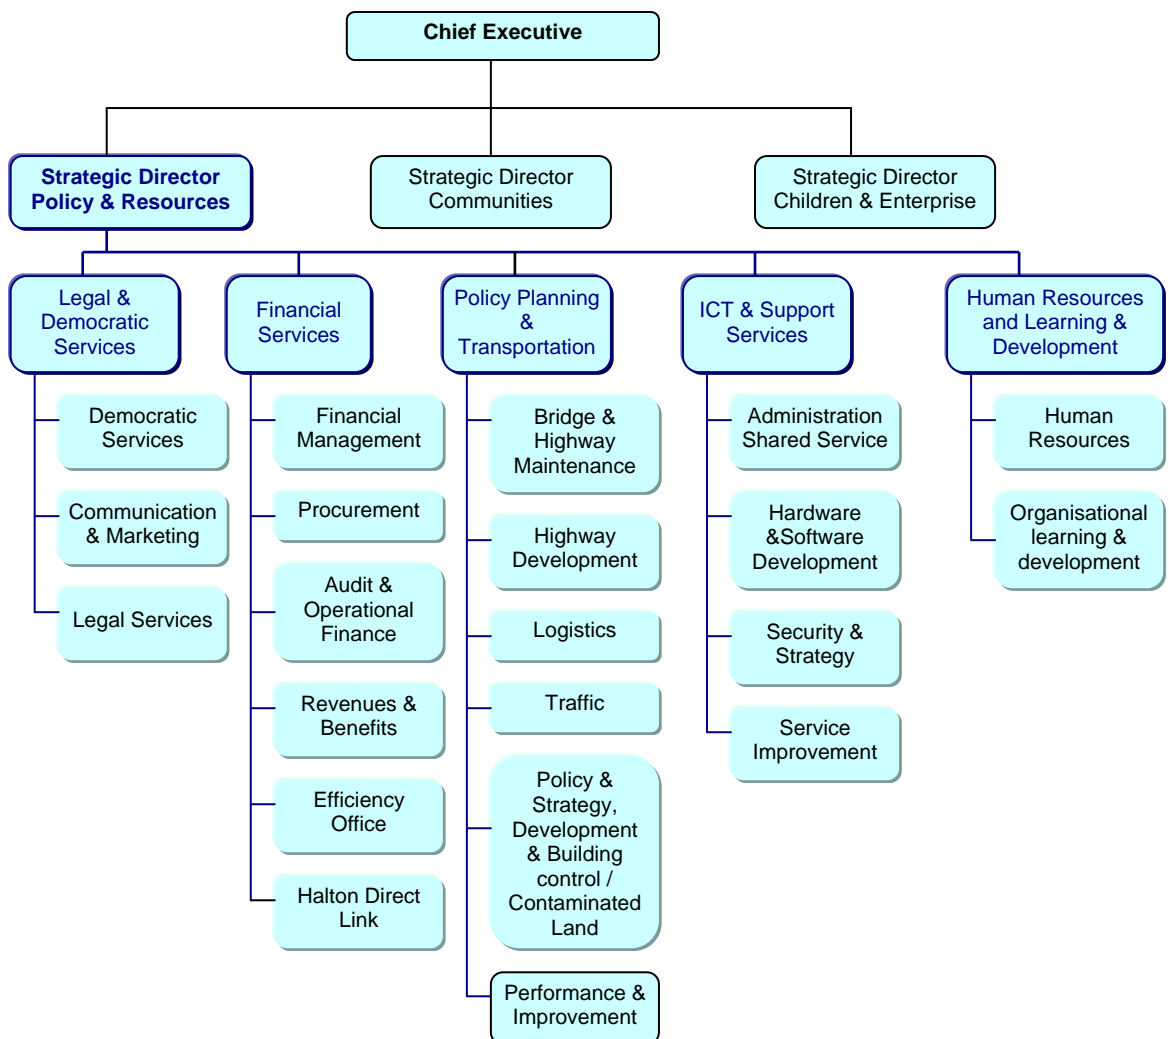 Chief Executive
Strategic Director
Policy & Resources
Strategic Director
Communities
Strategic Director
Children & Enterprise
Legal &
Democratic
Services
Financial
Services
Policy Planning
&
Transportation
ICT & Support
Services
Human Resources
and Learning &
Development
Democratic
Services
Communication
& Marketing
Legal Services
Financial
Management
Procurement
Audit &
Operational
Finance
Revenues &
Benefits
Efficiency
Office
Halton Direct
Link
Bridge &
Highway
Maintenance
Highway
Development
Logistics
Traffic
Policy &
Strategy,
Development
& Building
control /
Contaminated
Land
Performance &
Improvement
Administration
Shared Service
Hardware
&Software
Development
Security &
Strategy
Service
Improvement
Human
Resources
Organisational
learning &
development